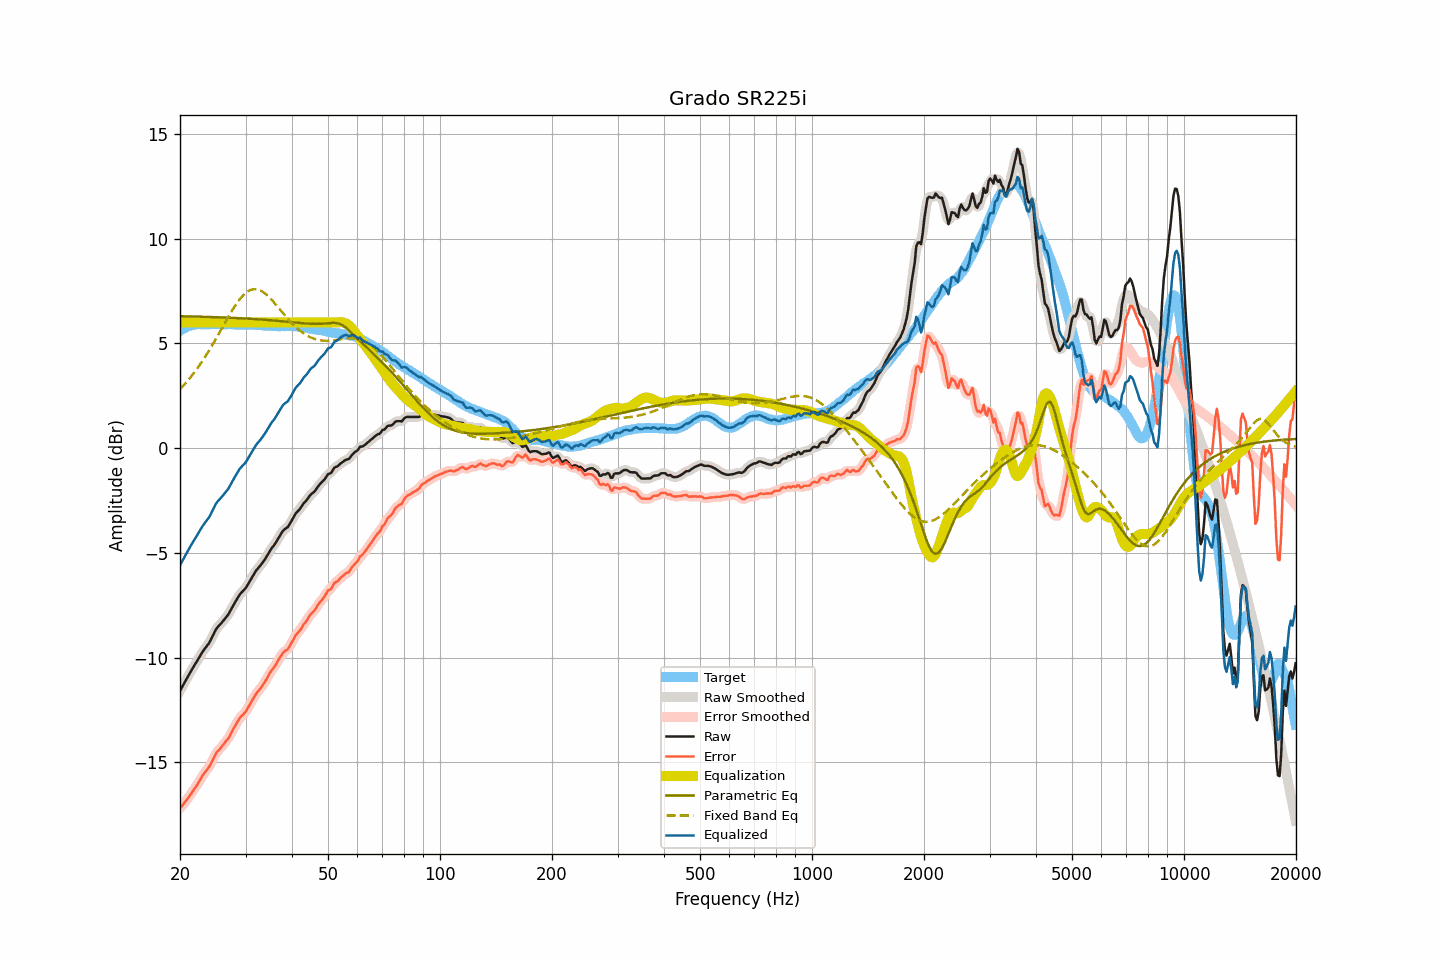 Grado SR225i
15
10
5
0
−5
−10
−15
Amplitude (dBr)
Target
Raw Smoothed
Error Smoothed
Raw
Error
Equalization
Parametric Eq
Fixed Band Eq
Equalized
20 50 100 200 500 1000 2000 5000 10000 20000
Frequency (Hz)